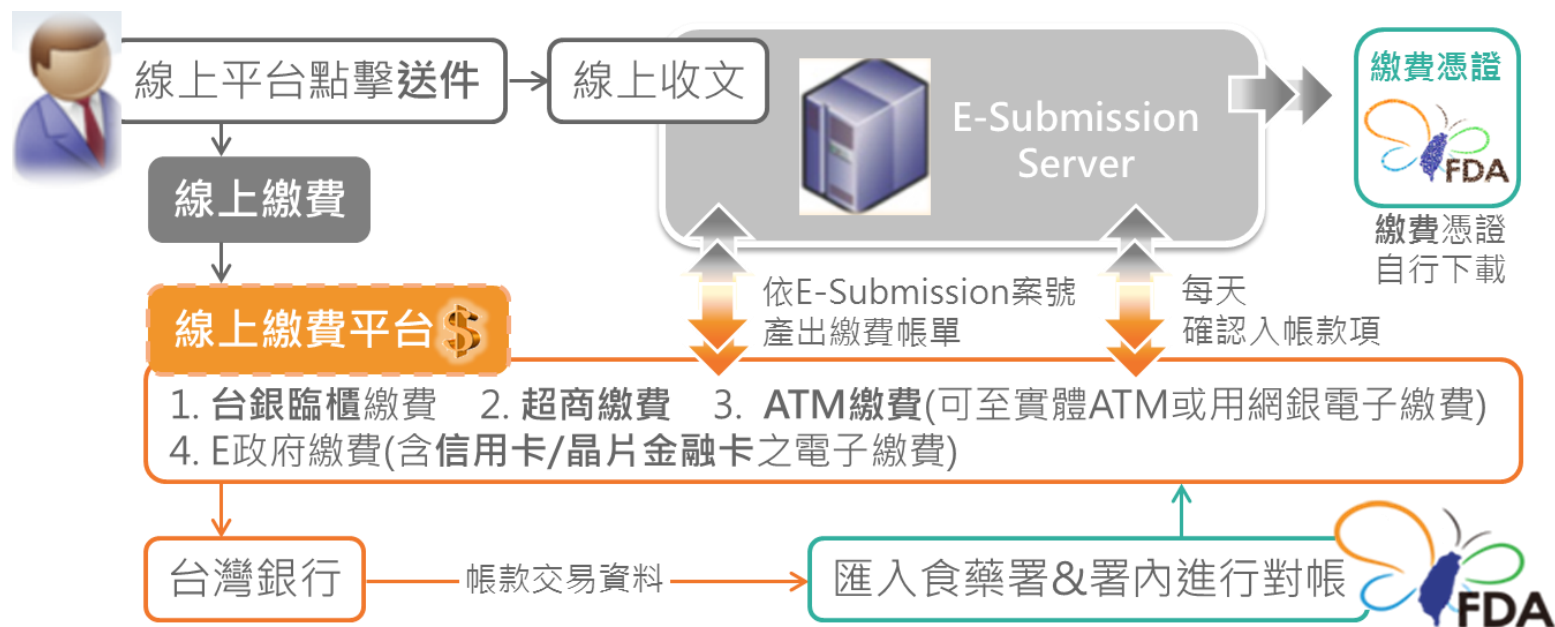 線上平台點擊送件
線上收文
E-Submission
Server
繳費憑證
FDA
繳費憑證
自行下載
線上繳費
線上繳費平台$
依E-Submission案號
產出繳費帳單
每天
確認入帳款項
1. 台銀臨櫃繳費 2. 超商繳費 3. ATM繳費(可至實體ATM或用網銀電子繳費)
4. E政府繳費(含信用卡/晶片金融卡之電子繳費)
台灣銀行
帳款交易資料
匯入食藥署&署內進行對帳
FDA